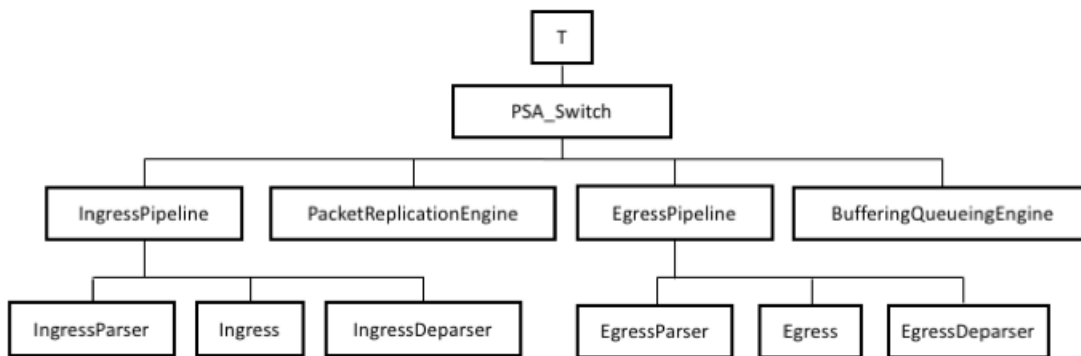 T
PSA_Switch
IngressPipeline
PacketReplicationEngine
EgressPipeline
BufferingQueueingEngine
IngressParser
Ingress
IngressDeparser
EgressParser
Egress
EgressDeparser